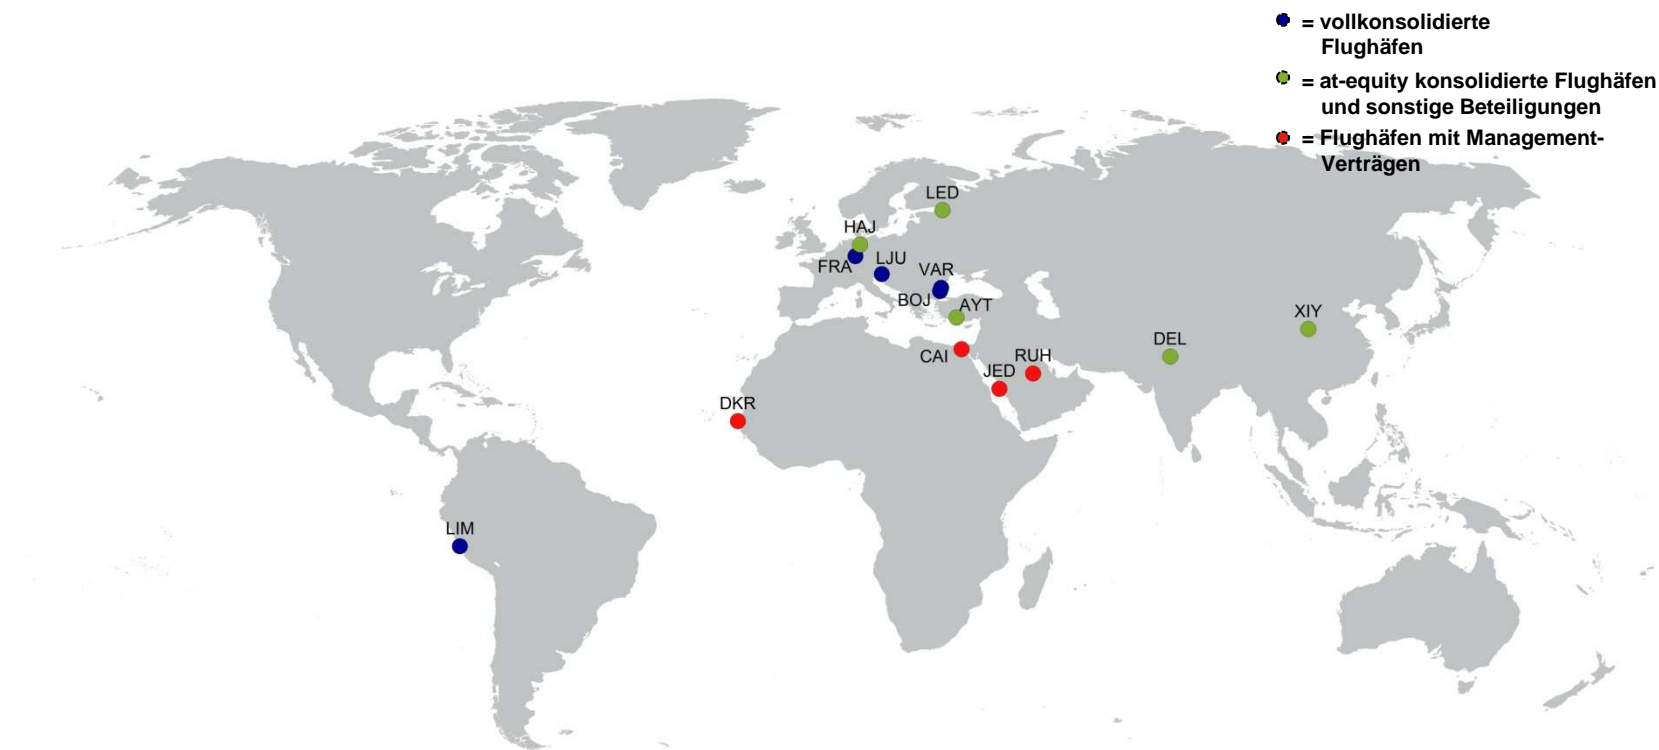 = vollkonsolidierte
Flughäfen
= at-equity konsolidierte Flughäfen
und sonstige Beteiligungen
= Flughäfen mit Management-
Verträgen
LED
HAJ
FRA
LJU
VAR
BOJ
AYT
XIY
DEL
CAI
RUH
JED
DKR
LIM